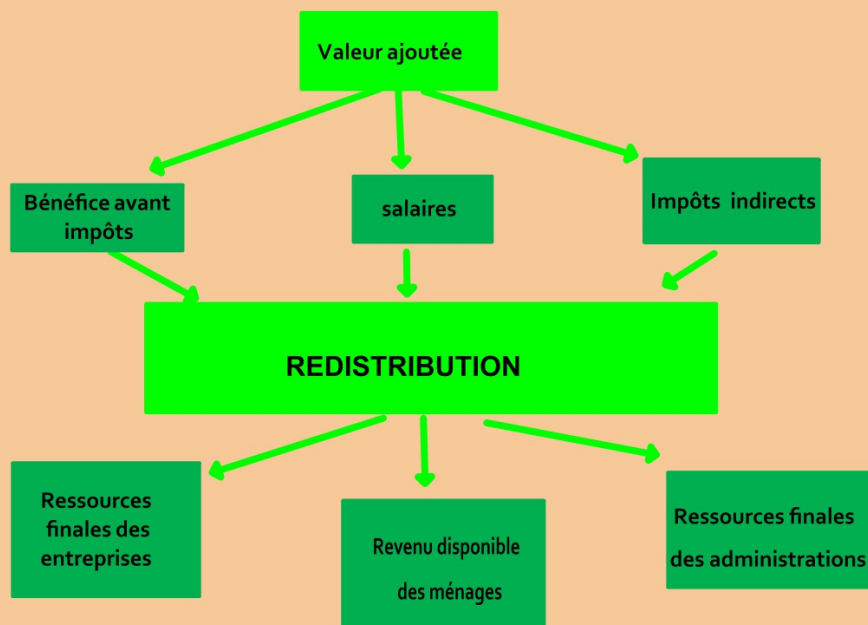 Valeur ajoutée
Bénéfice avant
impôts
salaires
Impôts indirects
REDISTRIBUTION
Ressources
finales des
entreprises
Revenu disponible
des ménages
Ressources finales
des administrations